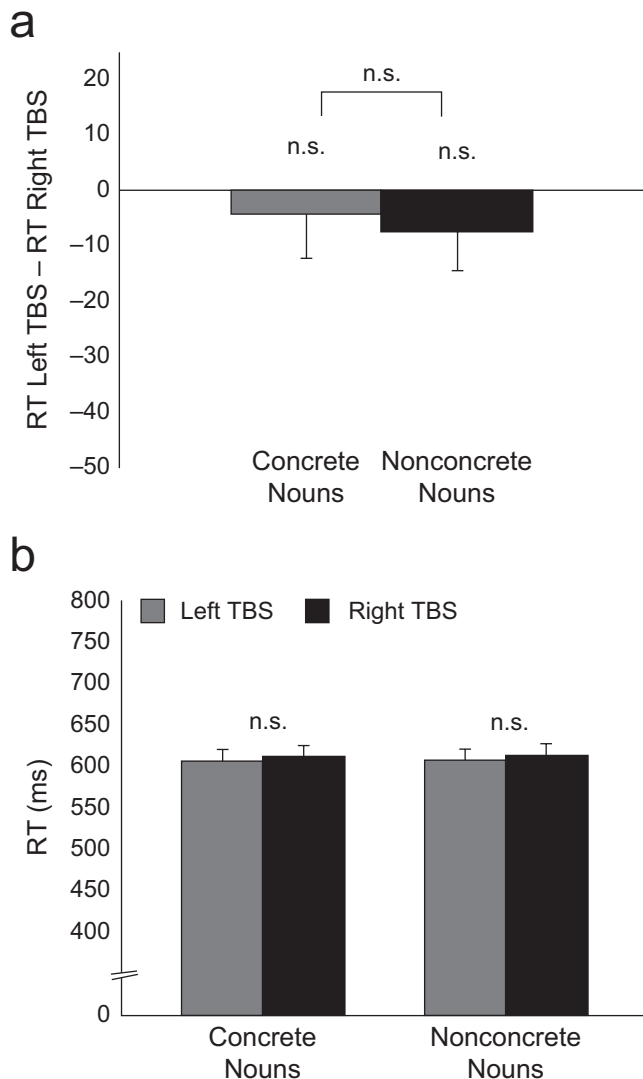 a
RT Left TBS – RT Right TBS
20
10
0
–10
–20
–30
–40
–50
n.s.
n.s.
n.s.
Concrete Nouns
Nonconcrete Nouns
b
RT (ms)
800
750
700
650
600
550
500
450
400
0
Left TBS
Right TBS
n.s.
n.s.
Concrete Nouns
Nonconcrete Nouns